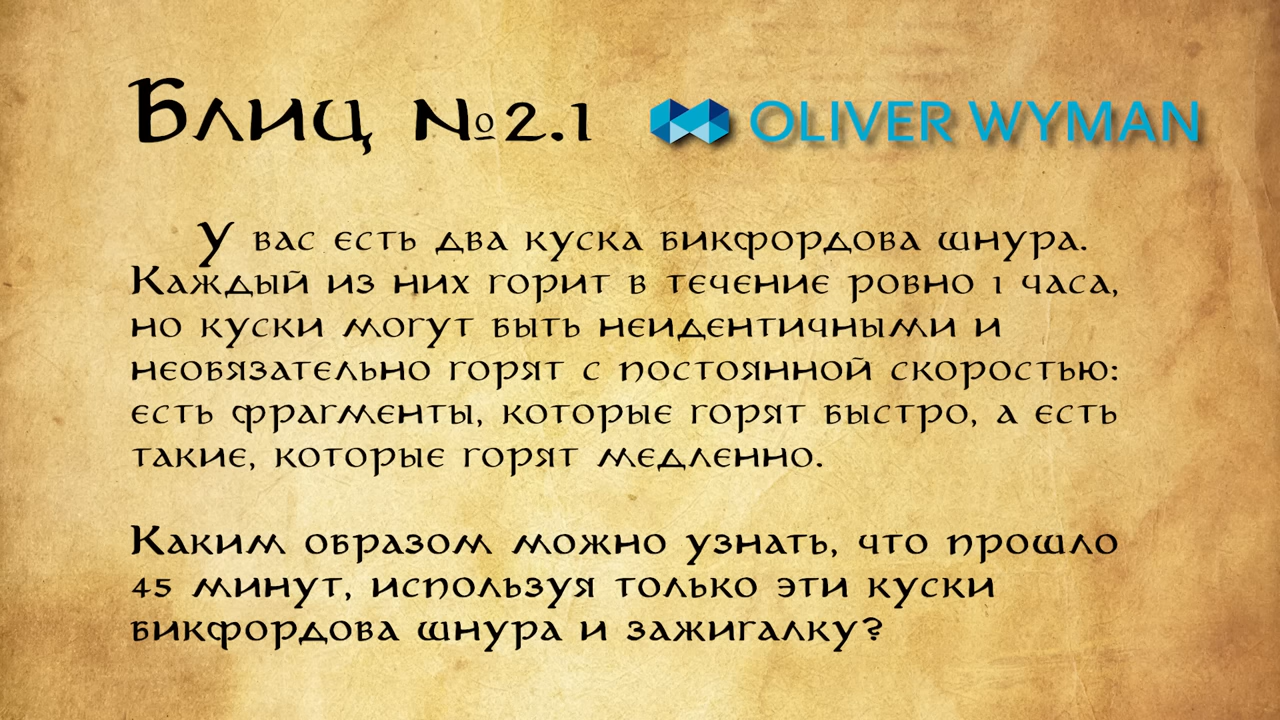 Блиц №2.1 OLIVER WYMAN
У вас есть два куска бикфордова шнура.
Каждый из них горит в течение ровно 1 часа,
но куски могут быть неидентичными и
необязательно горят с постоянной скоростью:
есть фрагменты, которые горят быстро, а есть
такие, которые горят медленно.
Каким образом можно узнать, что прошло
45 минут, используя только эти куски
бикфордова шнура и зажигалку?